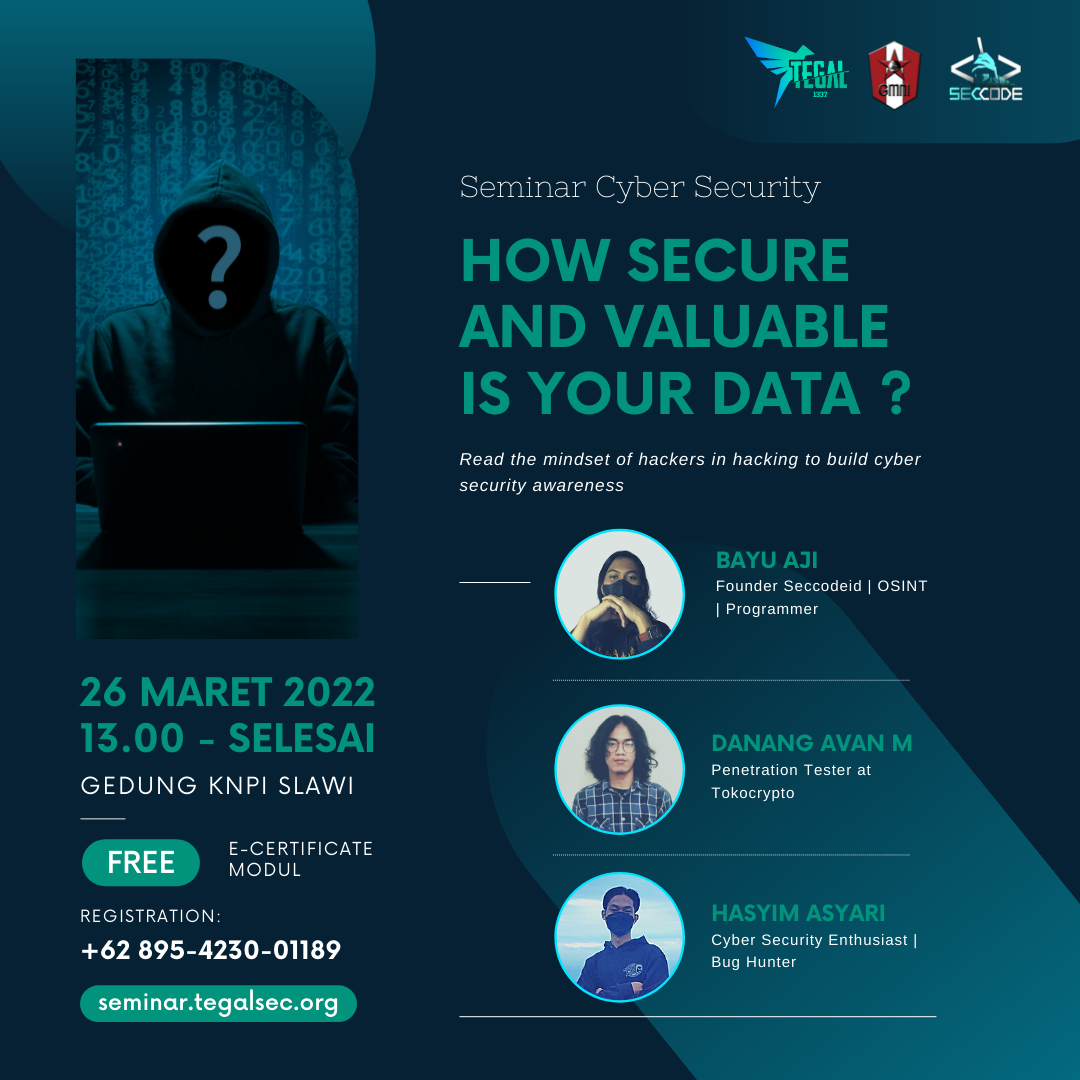 TEGAL
1337
GMNI
SECCODE
Seminar Cyber Security
HOW SECURE
AND VALUABLE
IS YOUR DATA ?
Read the mindset of hackers in hacking to build cyber
security awareness
?
BAYU AJI
Founder Seccodeid | OSINT
| Programmer
DANANG AVAN M
Penetration Tester at
Tokocrypto
HASYIM ASYARI
Cyber Security Enthusiast |
Bug Hunter
26 MARET 2022
13.00 - SELESAI
GEDUNG KNPI SLAWI
FREE
E-CERTIFICATE
MODUL
REGISTRATION:
+62 895-4230-01189
seminar.tegalsec.org